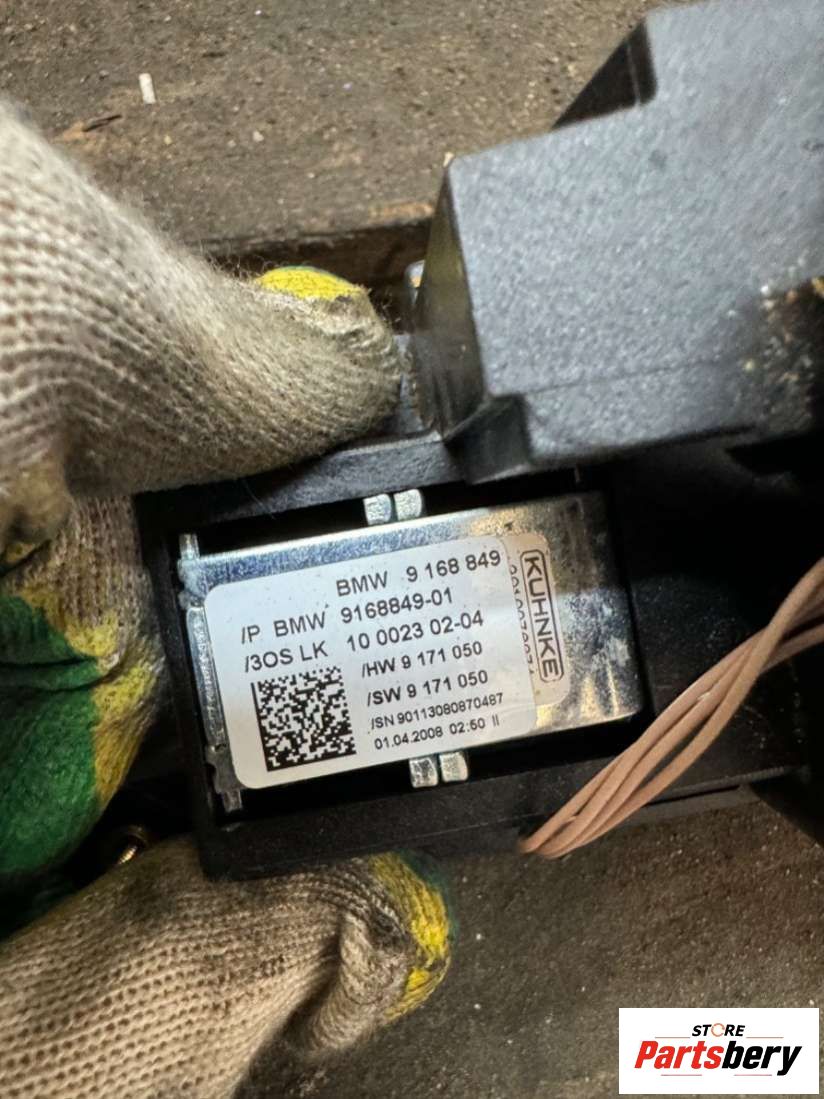 BMW 9 168 849
/P BMW 9168849-01
/3OS LK 10 0023 02-04
/HW 9 171 050
/SW 9 171 050
/SN 90113080870487
01.04.2008 02:50 II
KUHNKE
STORE
Partsbery